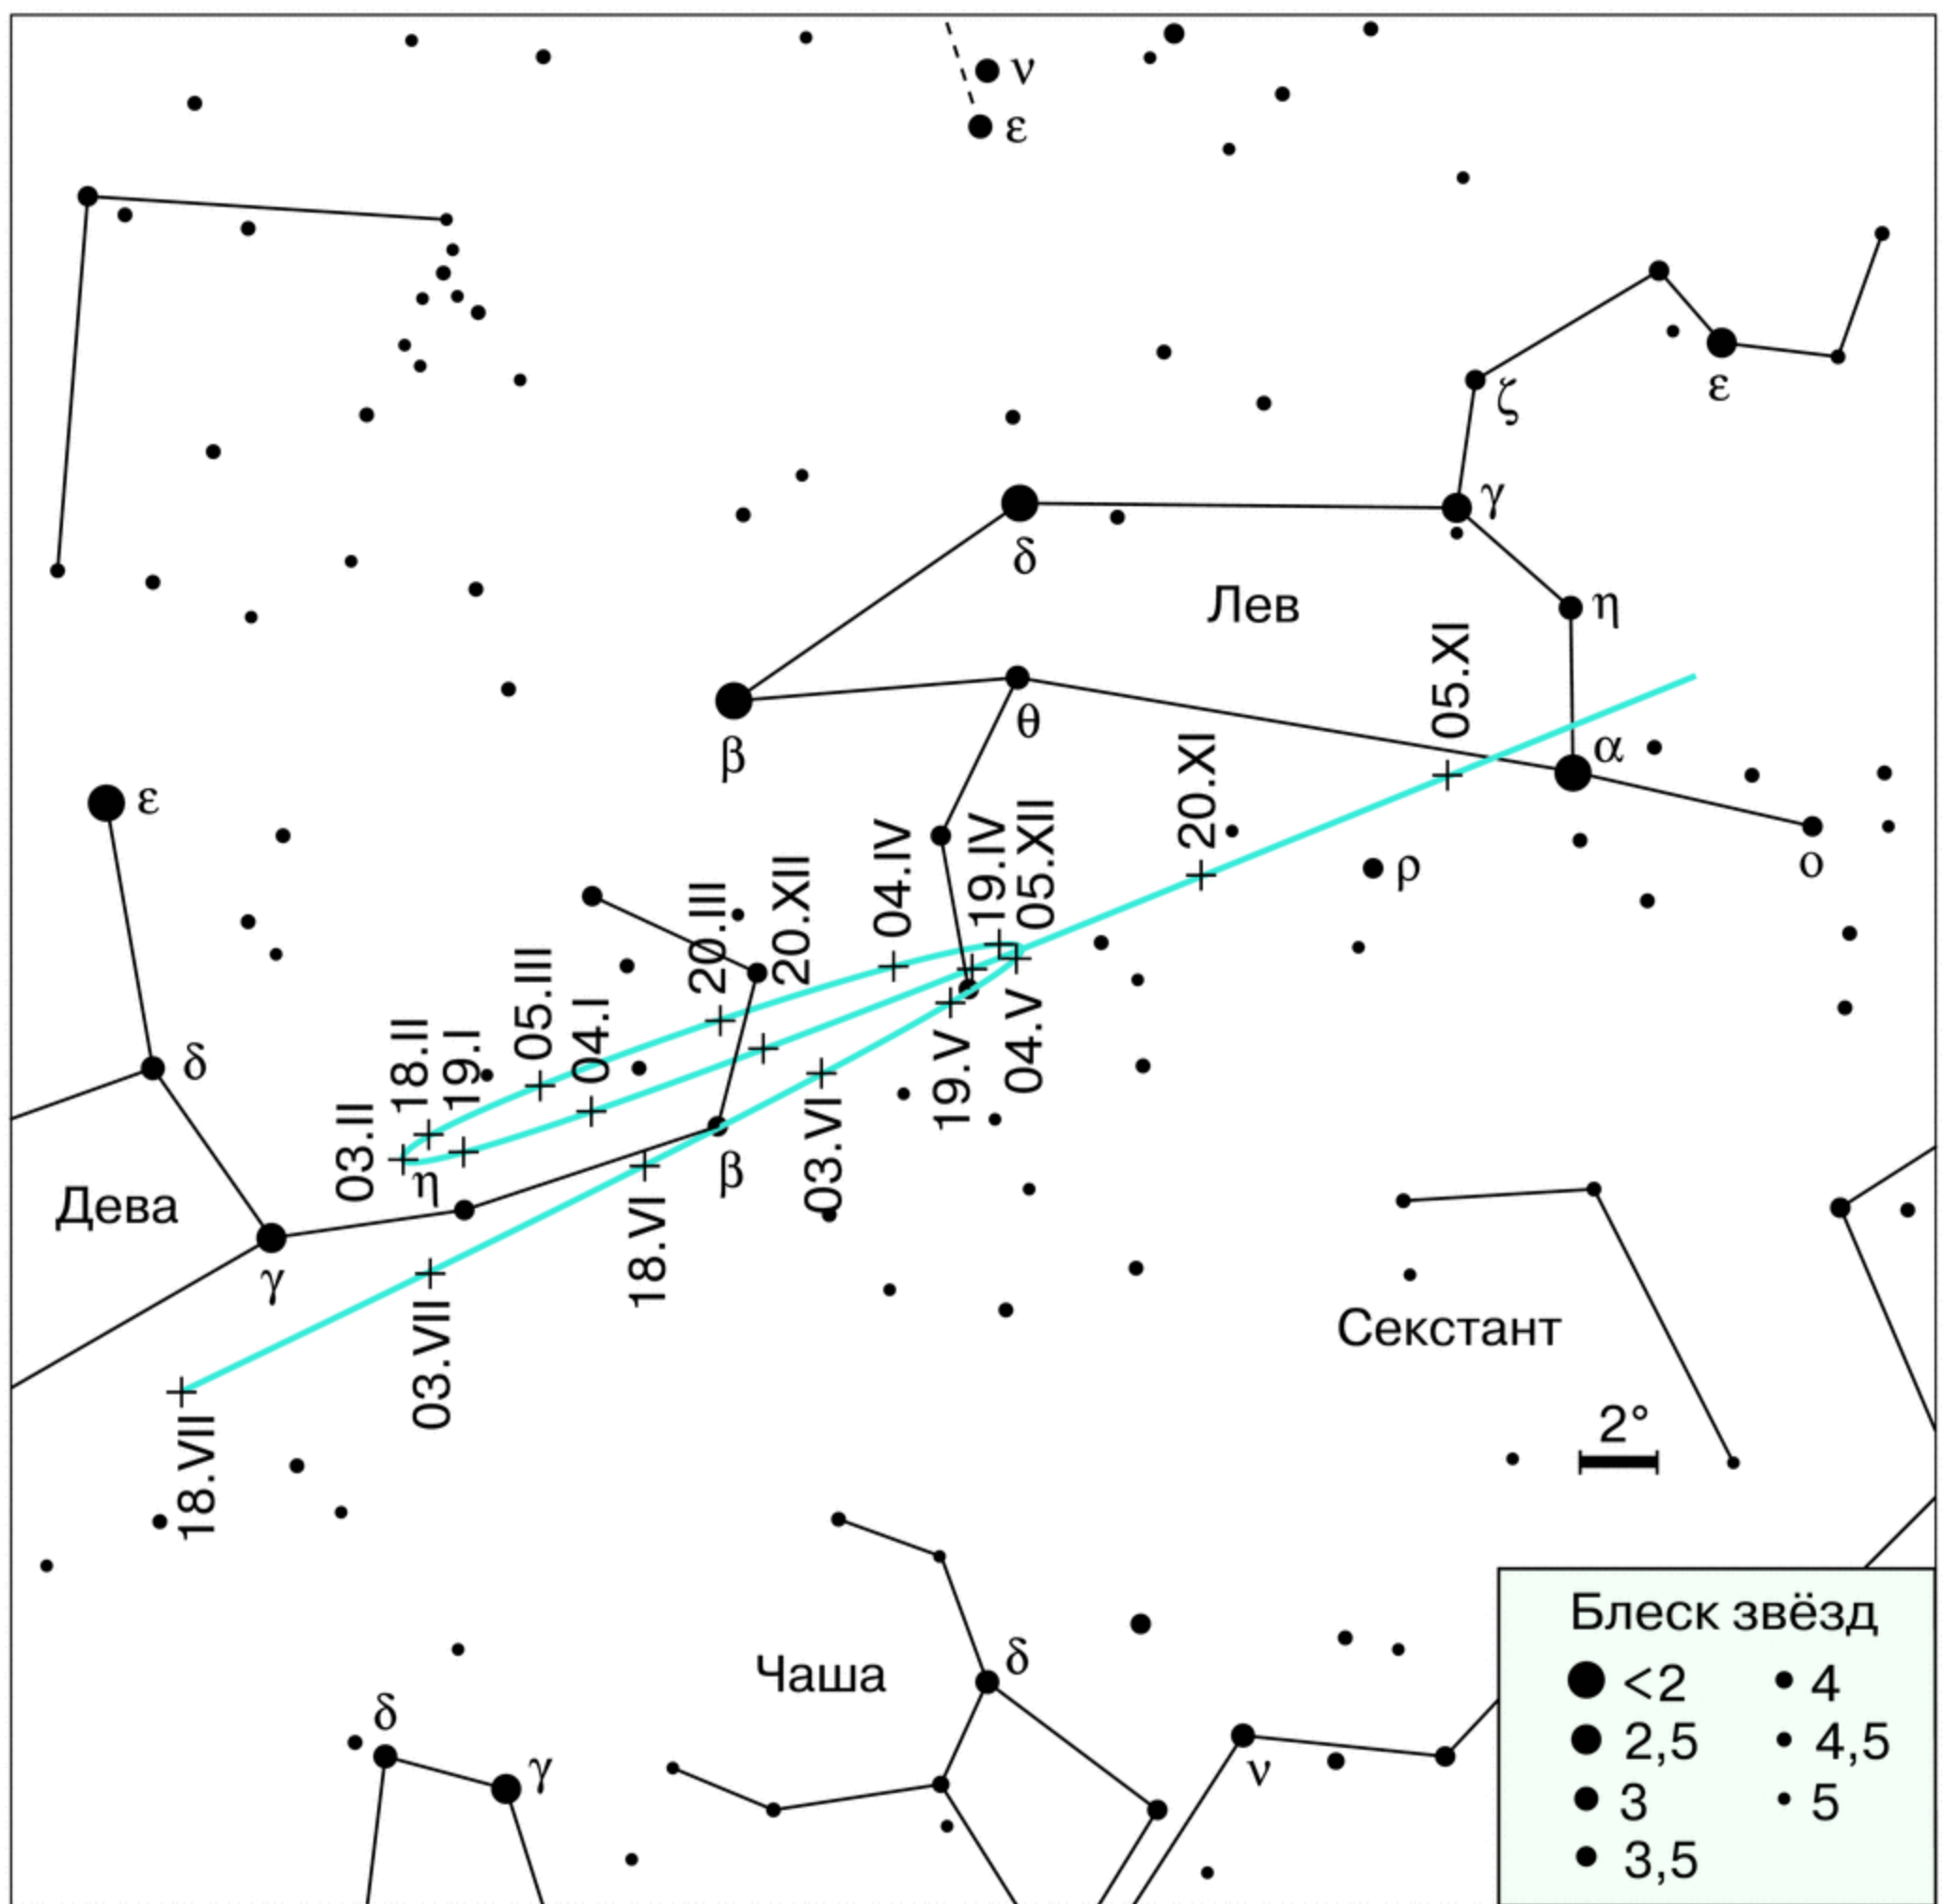 ν
ε
ζ
ε
γ
δ
Лев
η
05.XI
θ
α
β
20.XI
ε
ο
ρ
04.IV
19.IV
05.XII
20.III
20.XII
05.III
04.I
18.II
19.I
δ
03.II
19.V
04.V
03.VI
η
β
Дева
18.VI
γ
03.VII
Секстант
18.VII
2°
Чаша
δ
δ
γ
ν
Блеск звёзд
<2
4
2,5
4,5
3
5
3,5